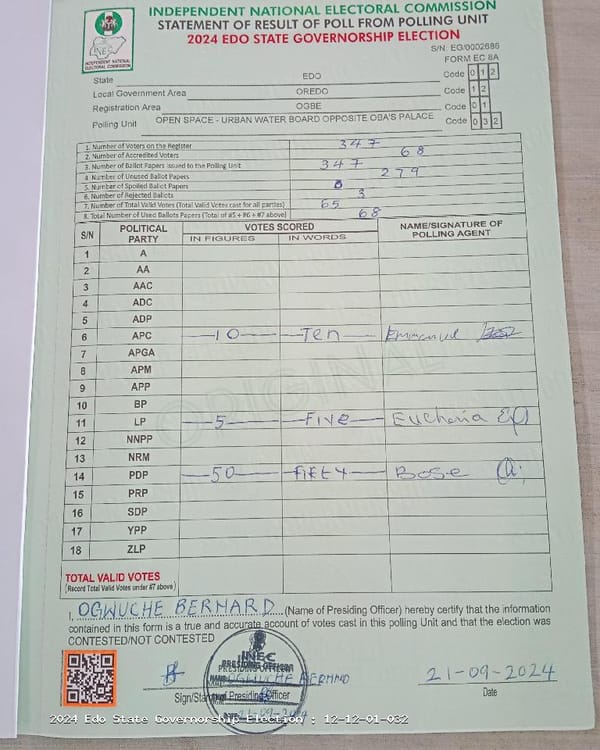 INDEPENDENT NATIONAL ELECTORAL COMMISSION
STATEMENT OF RESULT OF POLL FROM POLLING UNIT
2024 EDO STATE GOVERNORSHIP ELECTION
INEC
INDEPENDENT NATIONAL ELECTORAL COMMISSION
S/N: EG/0002686
FORM EC 8A
State EDO Code 0 1 2
Local Government Area OREDO Code 1 2
Registration Area OGBE Code 0 1
Polling Unit OPEN SPACE - URBAN WATER BOARD OPPOSITE OBA'S PALACE Code 0 3 2
1. Number of Voters on the Register 347
2. Number of Accredited Voters 68
3. Number of Ballot Papers issued to the Polling Unit 347
4. Number of Unused Ballot Papers 279
5. Number of Spoiled Ballot Papers 0
6. Number of Rejected Ballots 3
7. Number of Total Valid Votes (Total Valid Votes cast for all parties) 65
8. Total Number of Used Ballots Papers (Total of #5 + #6 + #7 above) 68
S/N POLITICAL PARTY VOTES SCORED NAME/SIGNATURE OF POLLING AGENT
IN FIGURES IN WORDS
1 A
2 AA
3 AAC
4 ADC
5 ADP
6 APC 10 Ten Emmanuel
7 APGA
8 APM
9 APP
10 BP
11 LP 5 Five Eucharia
12 NNPP
13 NRM
14 PDP 50 Fifty Bose
15 PRP
16 SDP
17 YPP
18 ZLP
ORIGINAL
TOTAL VALID VOTES
(Record Total Valid Votes under #7 above)
I, OGWUCHE BERNARD (Name of Presiding Officer) hereby certify that the information
contained in this form is a true and accurate account of votes cast in this polling Unit and that the election was
CONTESTED/NOT CONTESTED
INEC
PRESIDING OFFICER
OGWUCHE BERNARD
21-09-2024
Sign/Stamp of Presiding Officer
Date
21-09-2024
2024 Edo State Governorship Election : 12-12-01-032